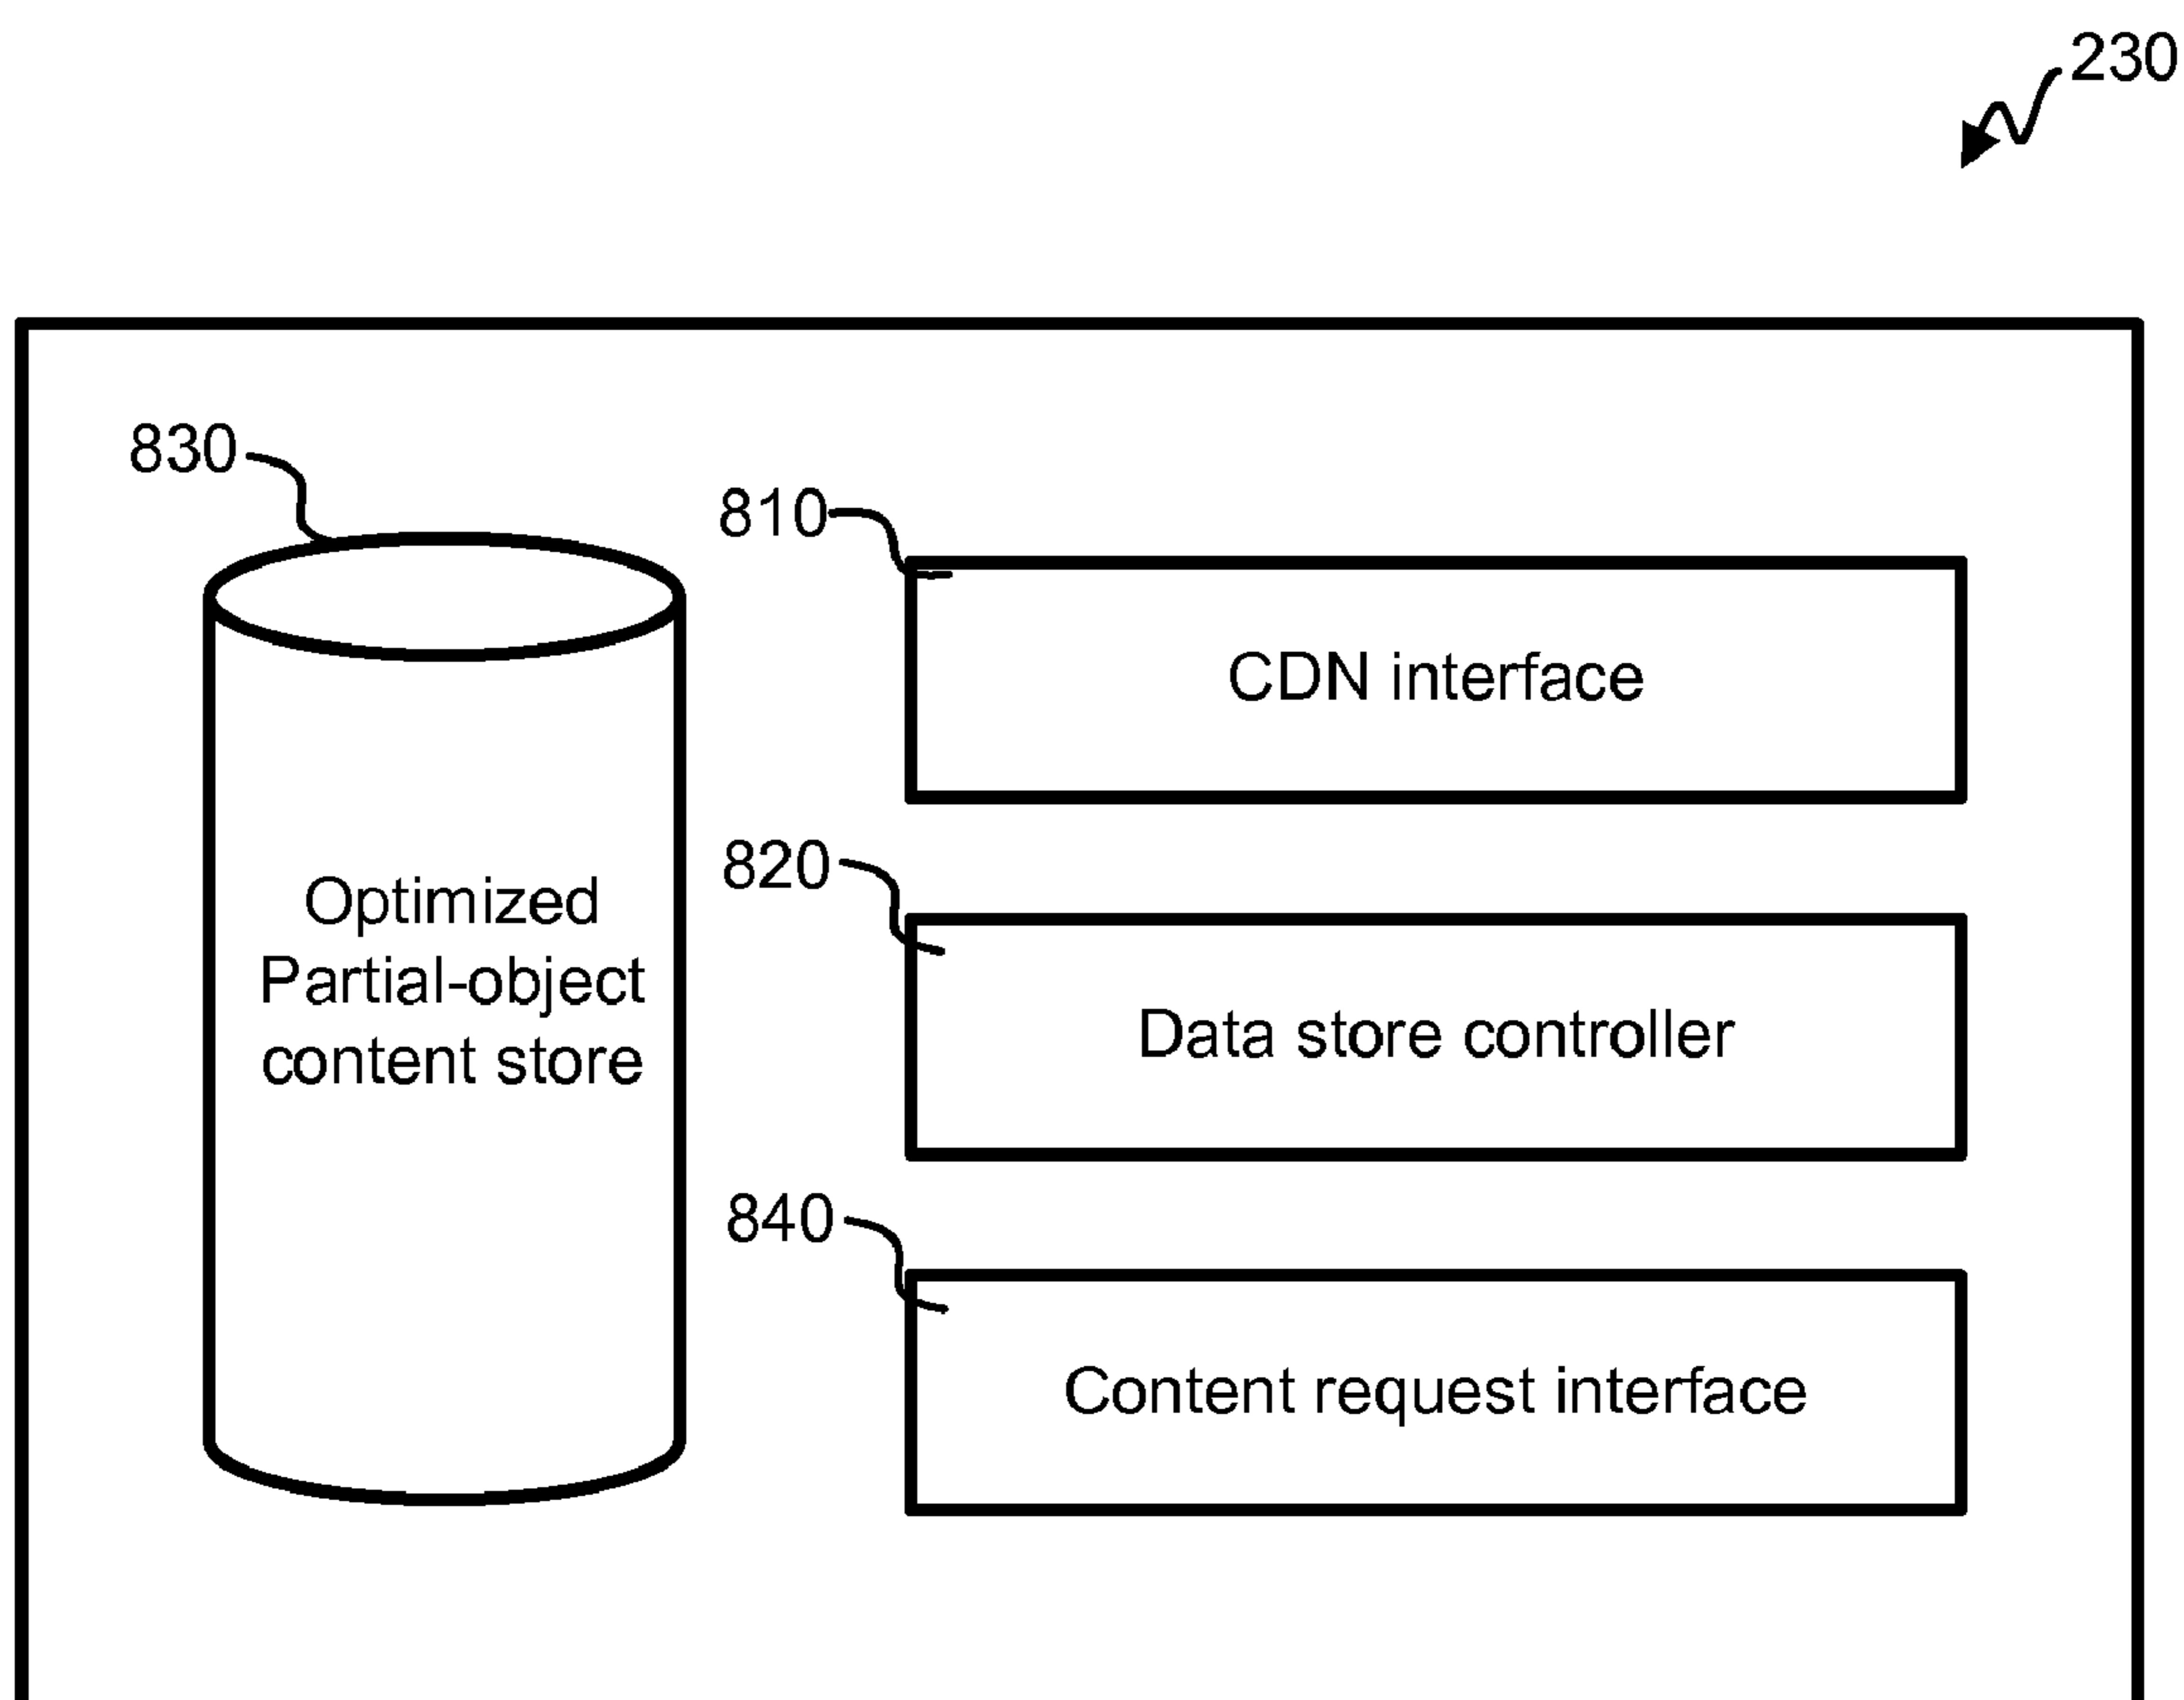 230
830
810
CDN interface
820
Optimized
Partial-object
content store
Data store controller
840
Content request interface